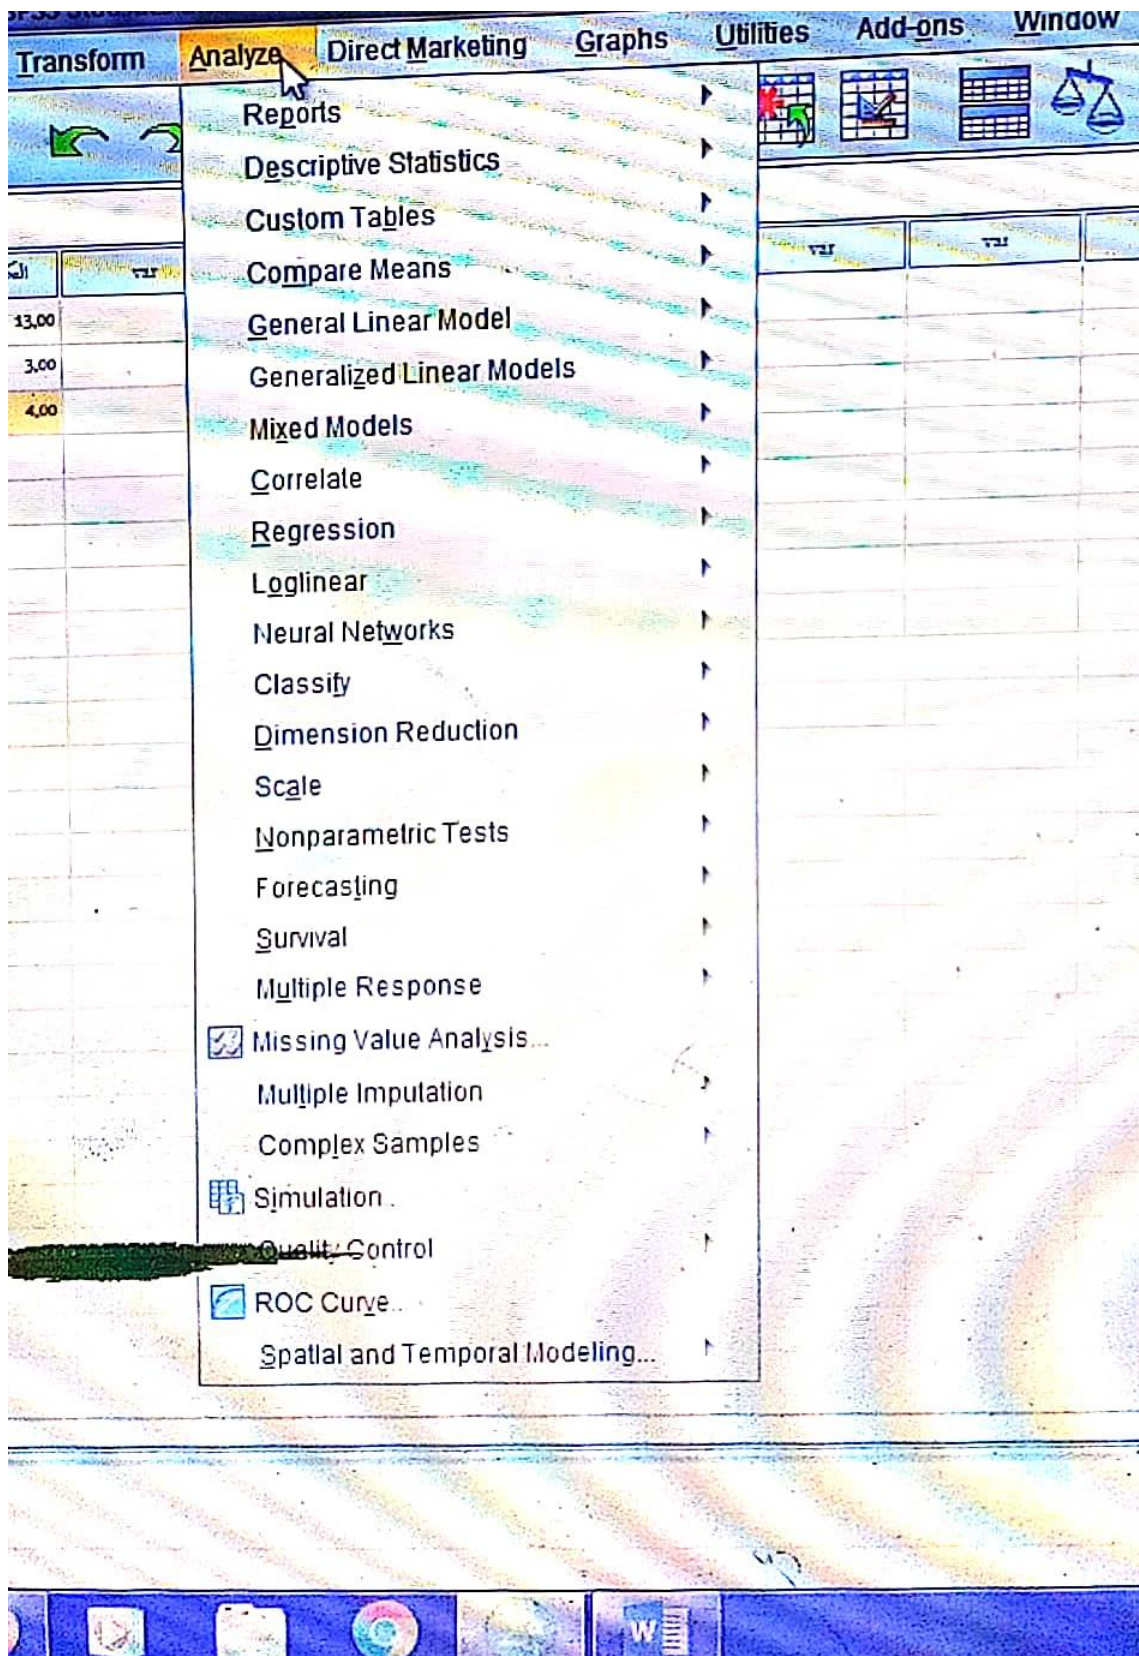 Transform Analyze Direct Marketing Graphs Utilities Add-ons Window
Reports
Descriptive Statistics
Custom Tables
Compare Means
General Linear Model
Generalized Linear Models
Mixed Models
Correlate
Regression
Loglinear
Neural Networks
Classify
Dimension Reduction
Scale
Nonparametric Tests
Forecasting
Survival
Multiple Response
Missing Value Analysis...
Multiple Imputation
Complex Samples
Simulation
Quality Control
ROC Curve..
Spatial and Temporal Modeling...
var var var
13,00
3,00
4,00
W